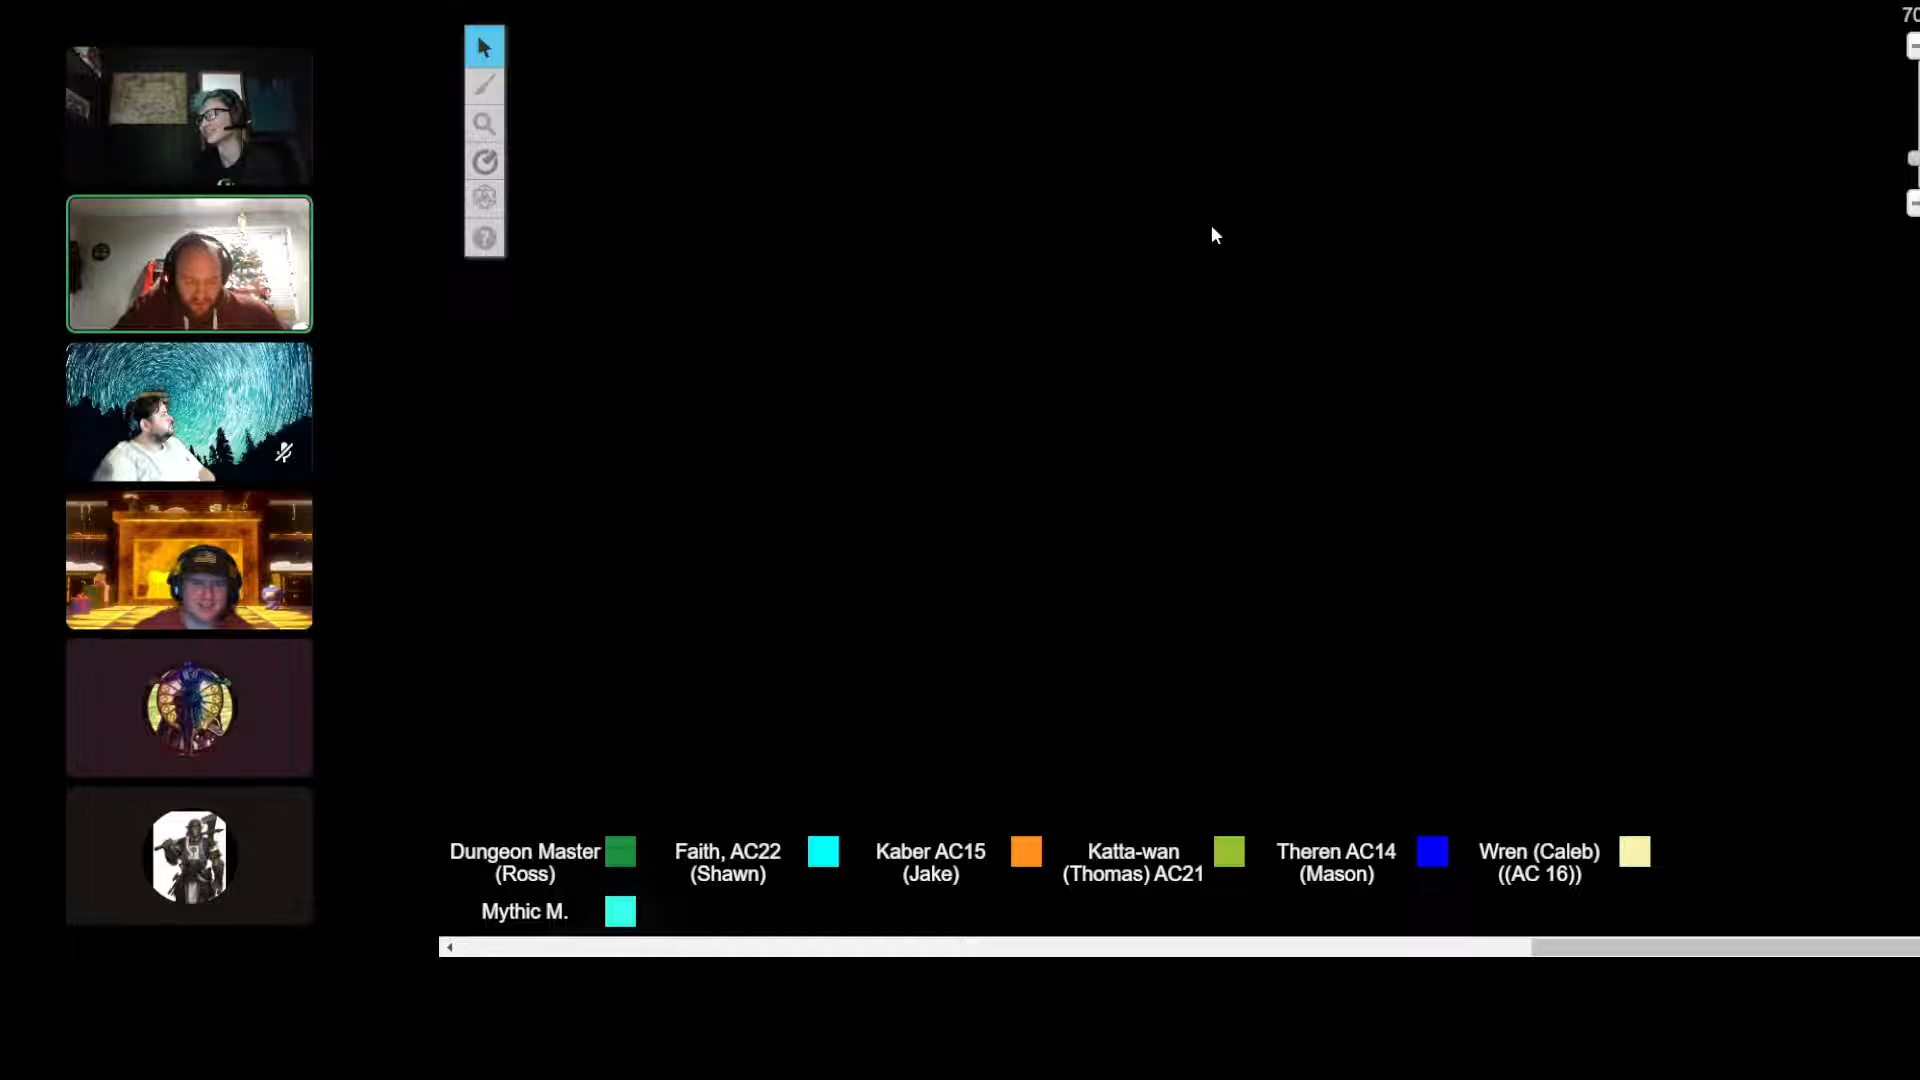 70
Dungeon Master
(Ross)
Faith, AC22
(Shawn)
Kaber AC15
(Jake)
Katta-wan
(Thomas) AC21
Theren AC14
(Mason)
Wren (Caleb)
((AC 16))
Mythic M.